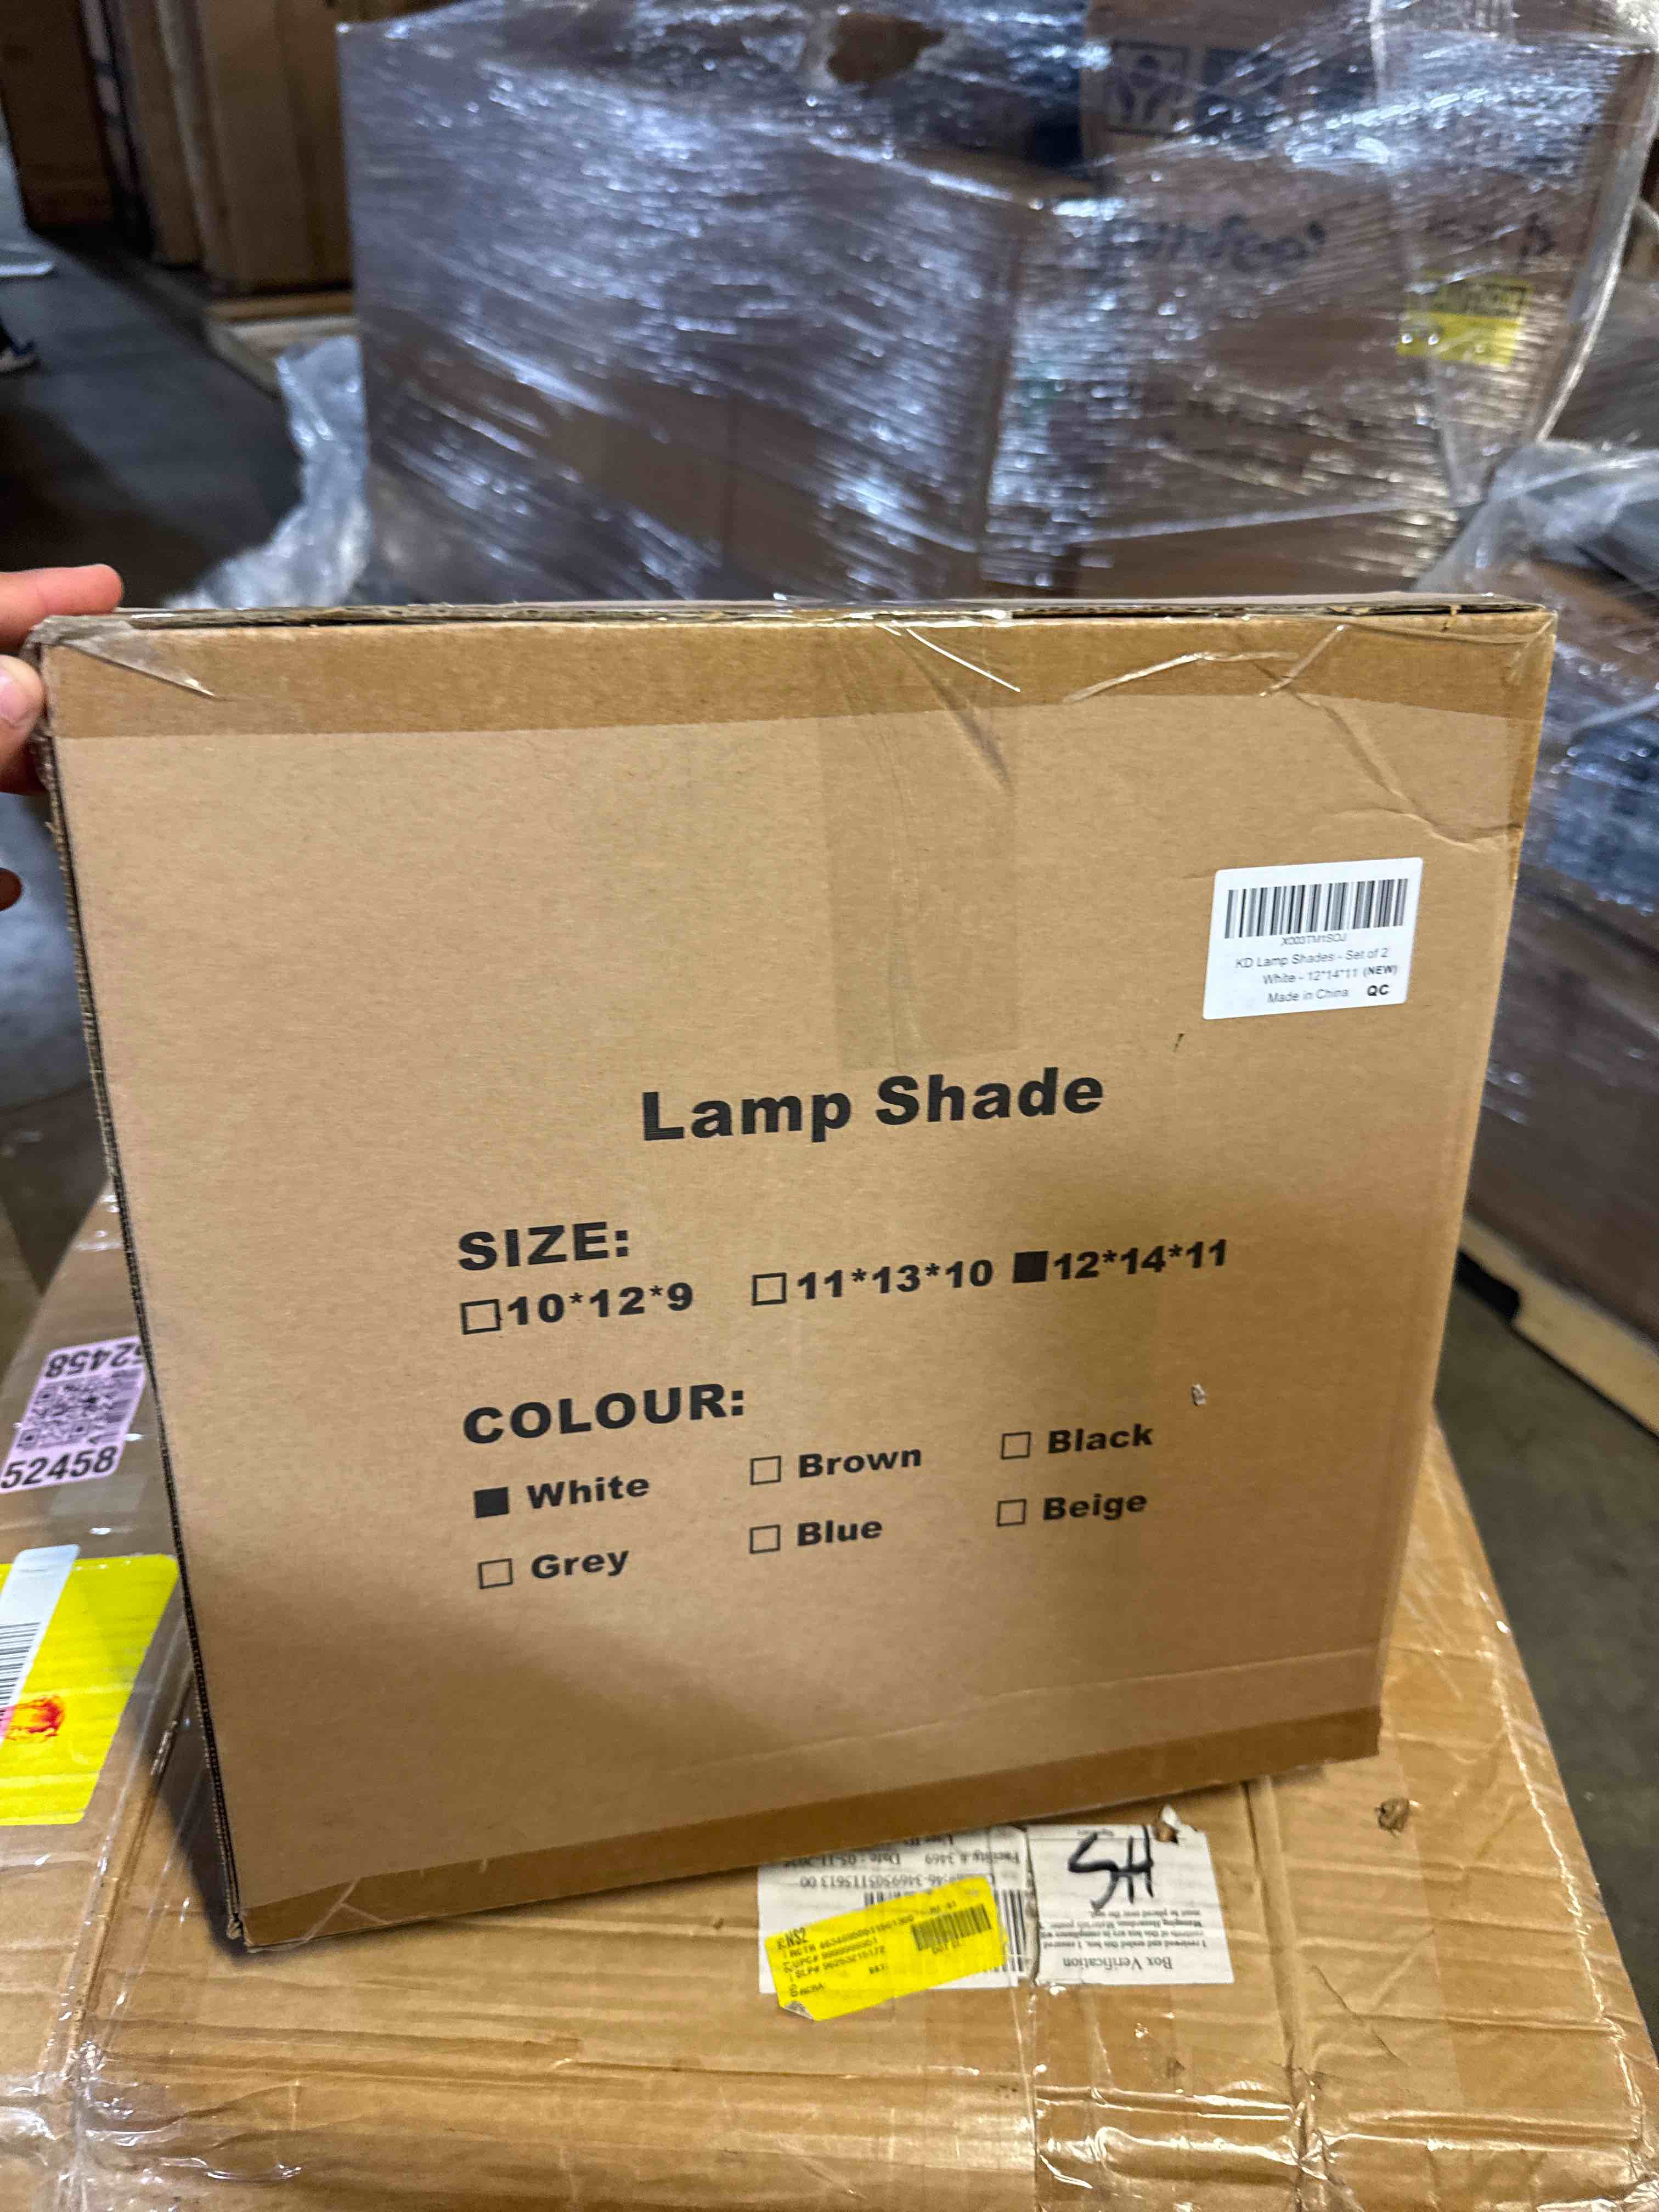 X003TM1SOJ
KD Lamp Shades - Set of 2
White - 12*14*11 (NEW)
Made in China QC
Lamp Shade
SIZE:
□10*12*9 □11*13*10 ■12*14*11
COLOUR:
■ White □ Brown □ Black
□ Grey □ Blue □ Beige
52458
52458
SH
Box Verification